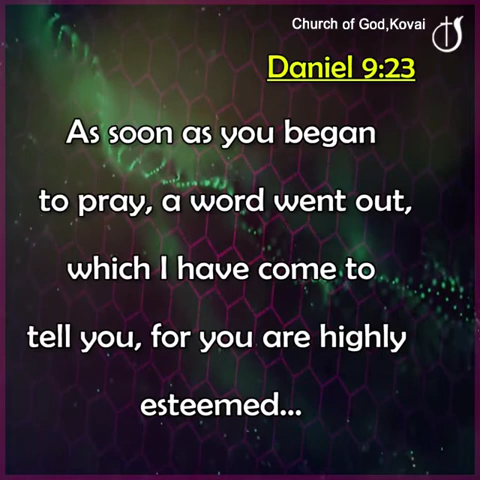 Church of God,Kovai
Daniel 9:23
As soon as you began
to pray, a word went out,
which I have come to
tell you, for you are highly
esteemed...